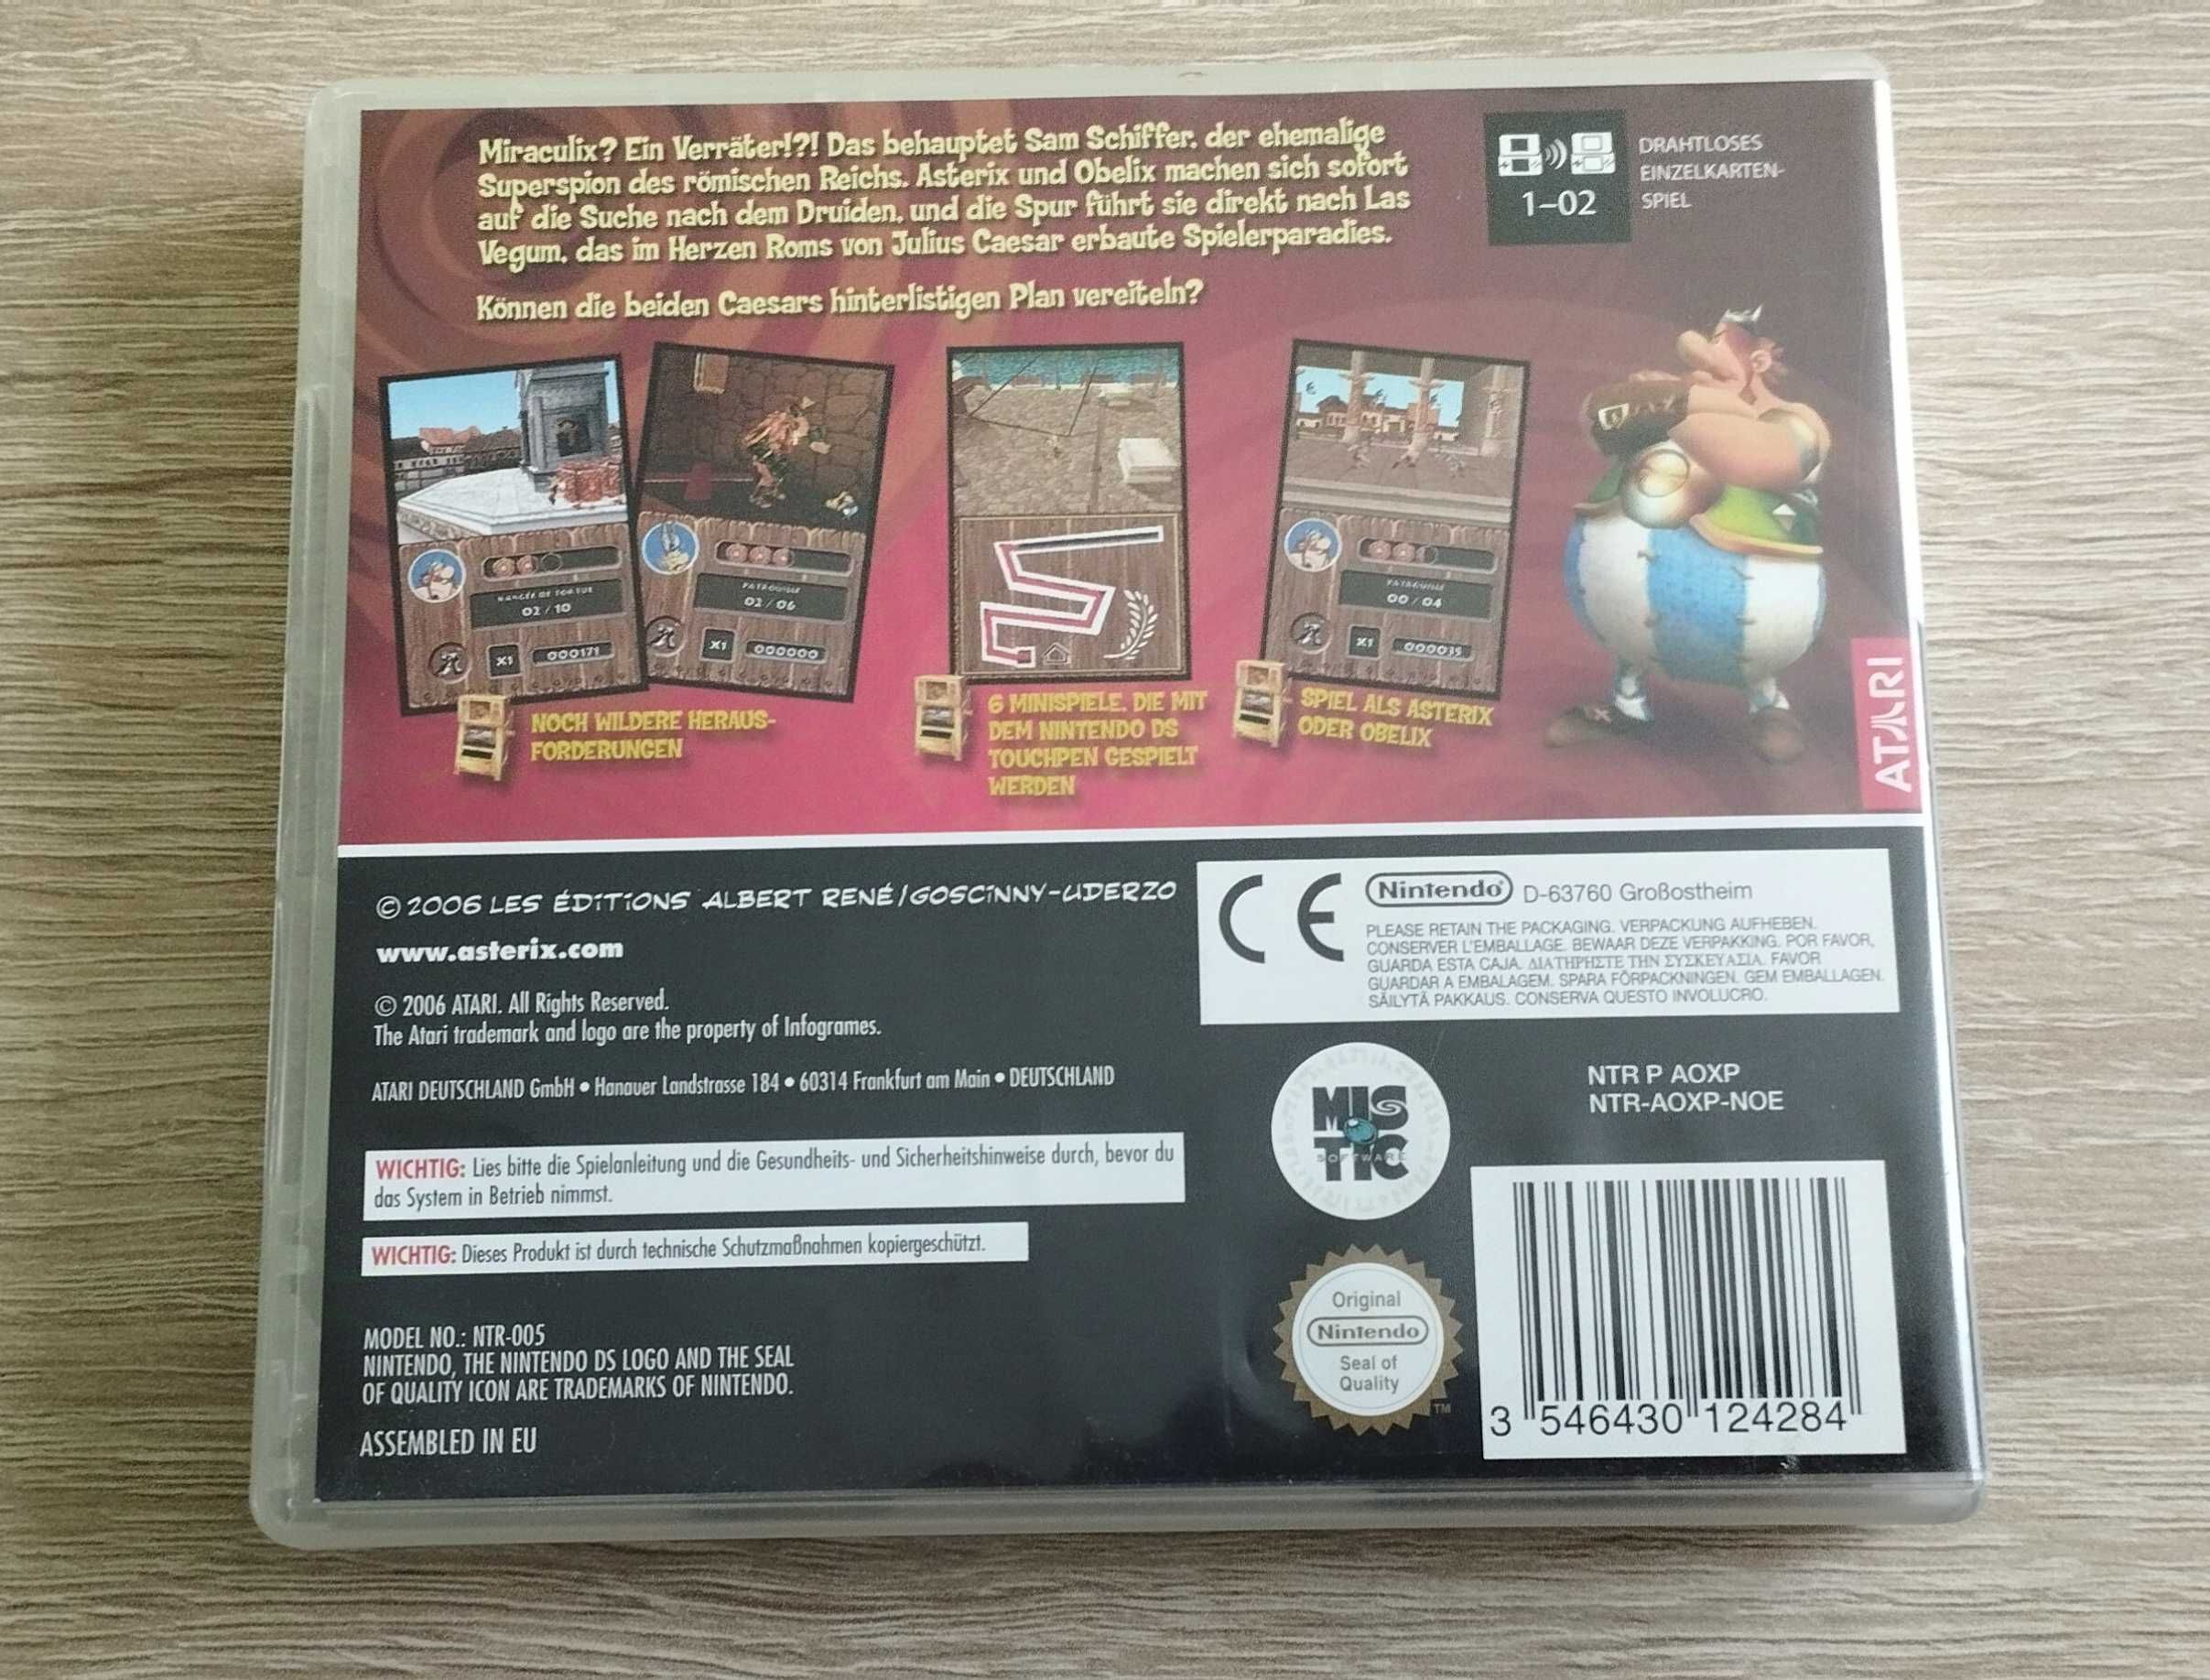 Miraculix? Ein Verräter!?! Das behauptet Sam Schiffer, der ehemalige
Superspion des römischen Reichs. Asterix und Obelix machen sich sofort
auf die Suche nach dem Druiden, und die Spur führt sie direkt nach Las
Vegum, das im Herzen Roms von Julius Caesar erbaute Spielerparadies.
Können die beiden Caesars hinterlistigen Plan vereiteln?
1-02
DRAHTLOSES
EINZELKARTEN-
SPIEL
02/10
X1
000171
PATROUILLE
02/06
X1
000000
PATROUILLE
00/04
X1
000035
NOCH WILDERE HERAUS-
FORDERUNGEN
6 MINISPIELE, DIE MIT
DEM NINTENDO DS
TOUCHPEN GESPIELT
WERDEN
SPIEL ALS ASTERIX
ODER OBELIX
ATARI
© 2006 LES ÉDITIONS ALBERT RENÉ/GOSCINNY-UDERZO
www.asterix.com
© 2006 ATARI. All Rights Reserved.
The Atari trademark and logo are the property of Infogrames.
ATARI DEUTSCHLAND GmbH • Hanauer Landstrasse 184 • 60314 Frankfurt am Main • DEUTSCHLAND
WICHTIG: Lies bitte die Spielanleitung und die Gesundheits- und Sicherheitshinweise durch, bevor du
das System in Betrieb nimmst.
WICHTIG: Dieses Produkt ist durch technische Schutzmaßnahmen kopiergeschützt.
MODEL NO.: NTR-005
NINTENDO, THE NINTENDO DS LOGO AND THE SEAL
OF QUALITY ICON ARE TRADEMARKS OF NINTENDO.
ASSEMBLED IN EU
CE
Nintendo D-63760 Großostheim
PLEASE RETAIN THE PACKAGING. VERPACKUNG AUFHEBEN.
CONSERVER L'EMBALLAGE. BEWAAR DEZE VERPAKKING. POR FAVOR,
GUARDA ESTA CAJA. ΔΙΑΤΗΡΗΣΤΕ ΤΗΝ ΣΥΣΚΕΥΑΣΙΑ. FAVOR
GUARDAR A EMBALAGEM. SPARA FÖRPACKNINGEN. GEM EMBALLAGEN.
SÄILYTÄ PAKKAUS. CONSERVA QUESTO INVOLUCRO.
MIS
TIC
SOFTWARE
NTR P AOXP
NTR-AOXP-NOE
Original
Nintendo
Seal of
Quality
TM
3 546430 124284